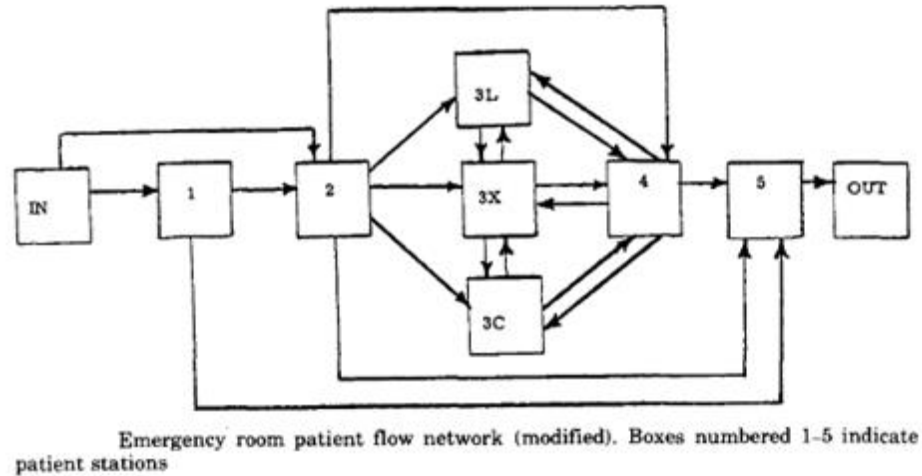 3L
IN
1
2
3X
4
5
OUT
3C
Emergency room patient flow network (modified). Boxes numbered 1-5 indicate
patient stations